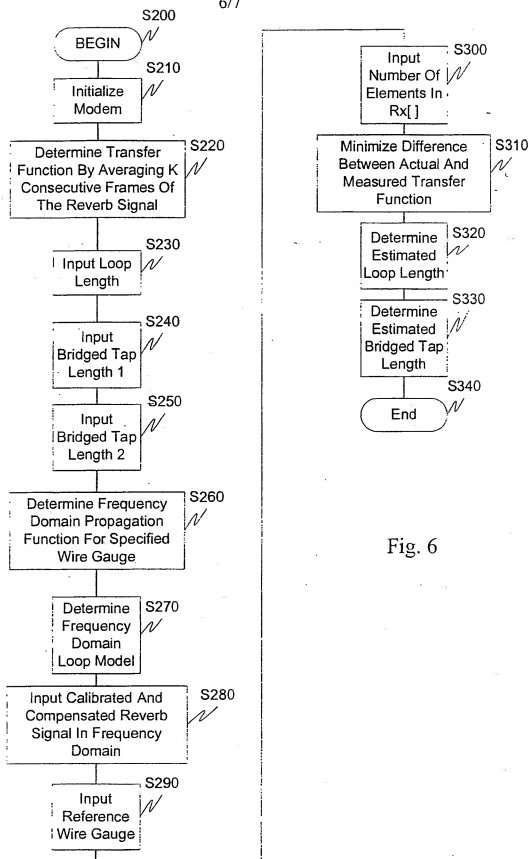 6/7
S200
BEGIN
S210
Initialize
Modem
S220
Determine Transfer
Function By Averaging K
Consecutive Frames Of
The Reverb Signal
S230
Input Loop
Length
S240
Input
Bridged Tap
Length 1
S250
Input
Bridged Tap
Length 2
S260
Determine Frequency
Domain Propagation
Function For Specified
Wire Gauge
S270
Determine
Frequency
Domain
Loop Model
S280
Input Calibrated And
Compensated Reverb
Signal In Frequency
Domain
S290
Input
Reference
Wire Gauge
S300
Input
Number Of
Elements In
Rx[ ]
S310
Minimize Difference
Between Actual And
Measured Transfer
Function
S320
Determine
Estimated
Loop Length
S330
Determine
Estimated
Bridged Tap
Length
S340
End
Fig. 6